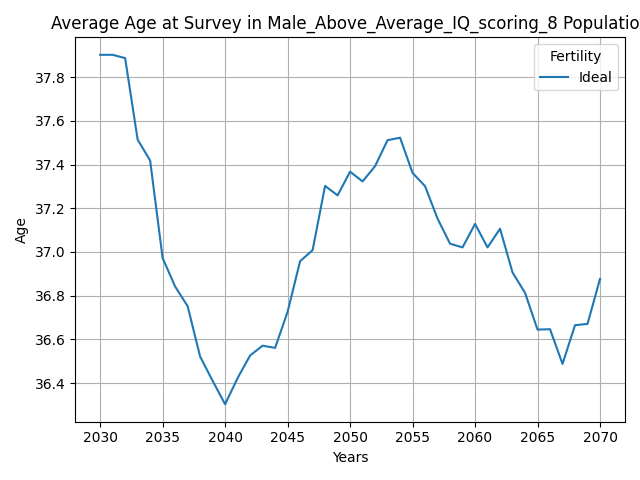 Average Age at Survey in Male_Above_Average_IQ_scoring_8 Populatio
Fertility
Ideal
37.8
37.6
37.4
37.2
37.0
36.8
36.6
36.4
Age
2030 2035 2040 2045 2050 2055 2060 2065 2070
Years